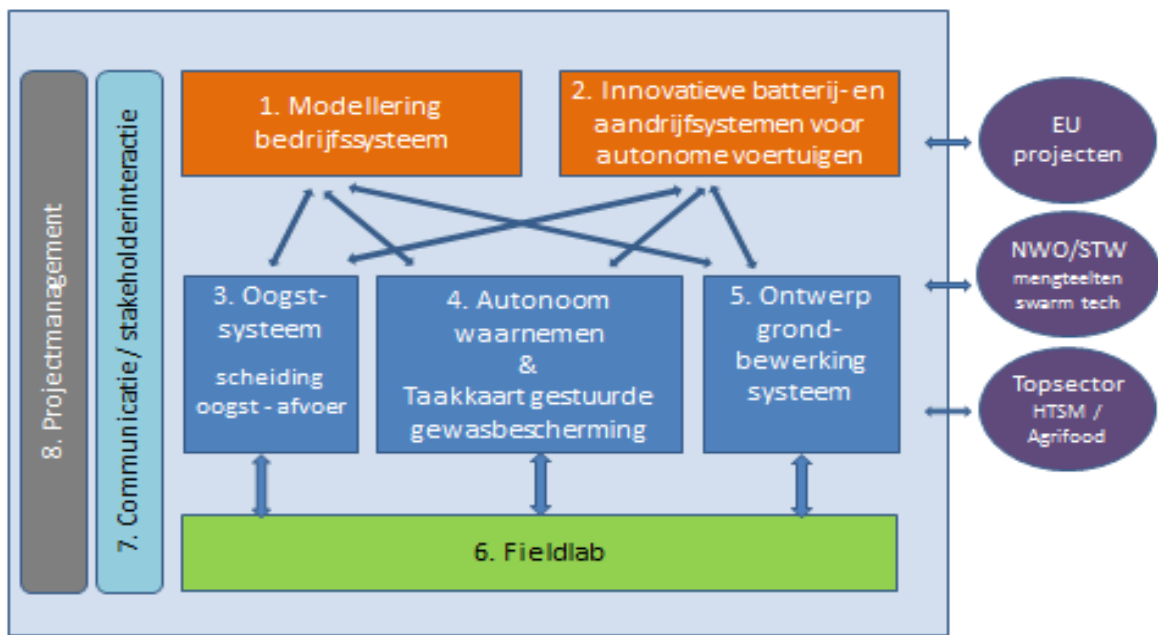 8. Projectmanagement
7. Communicatie / stakeholderinteractie
1. Modellering
bedrijfssysteem
2. Innovatieve batterij- en
aandrijfsystemen voor
autonome voertuigen
3. Oogst-
systeem
scheiding
oogst - afvoer
4. Autonoom
waarnemen
&
Taakkaart gestuurde
gewasbescherming
5. Ontwerp
grond-
bewerking
systeem
6. Fieldlab
EU
projecten
NWO/STW
mengteelten
swarm tech
Topsector
HTSM /
Agrifood